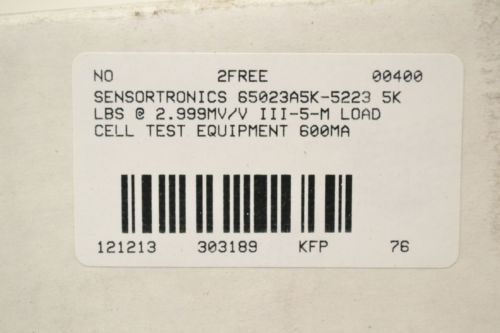 NO 2FREE 00400
SENSORTRONICS 65023A5K-5223 5K
LBS @ 2.999MV/V III-5-M LOAD
CELL TEST EQUIPMENT 600MA
121213 303189 KFP 76